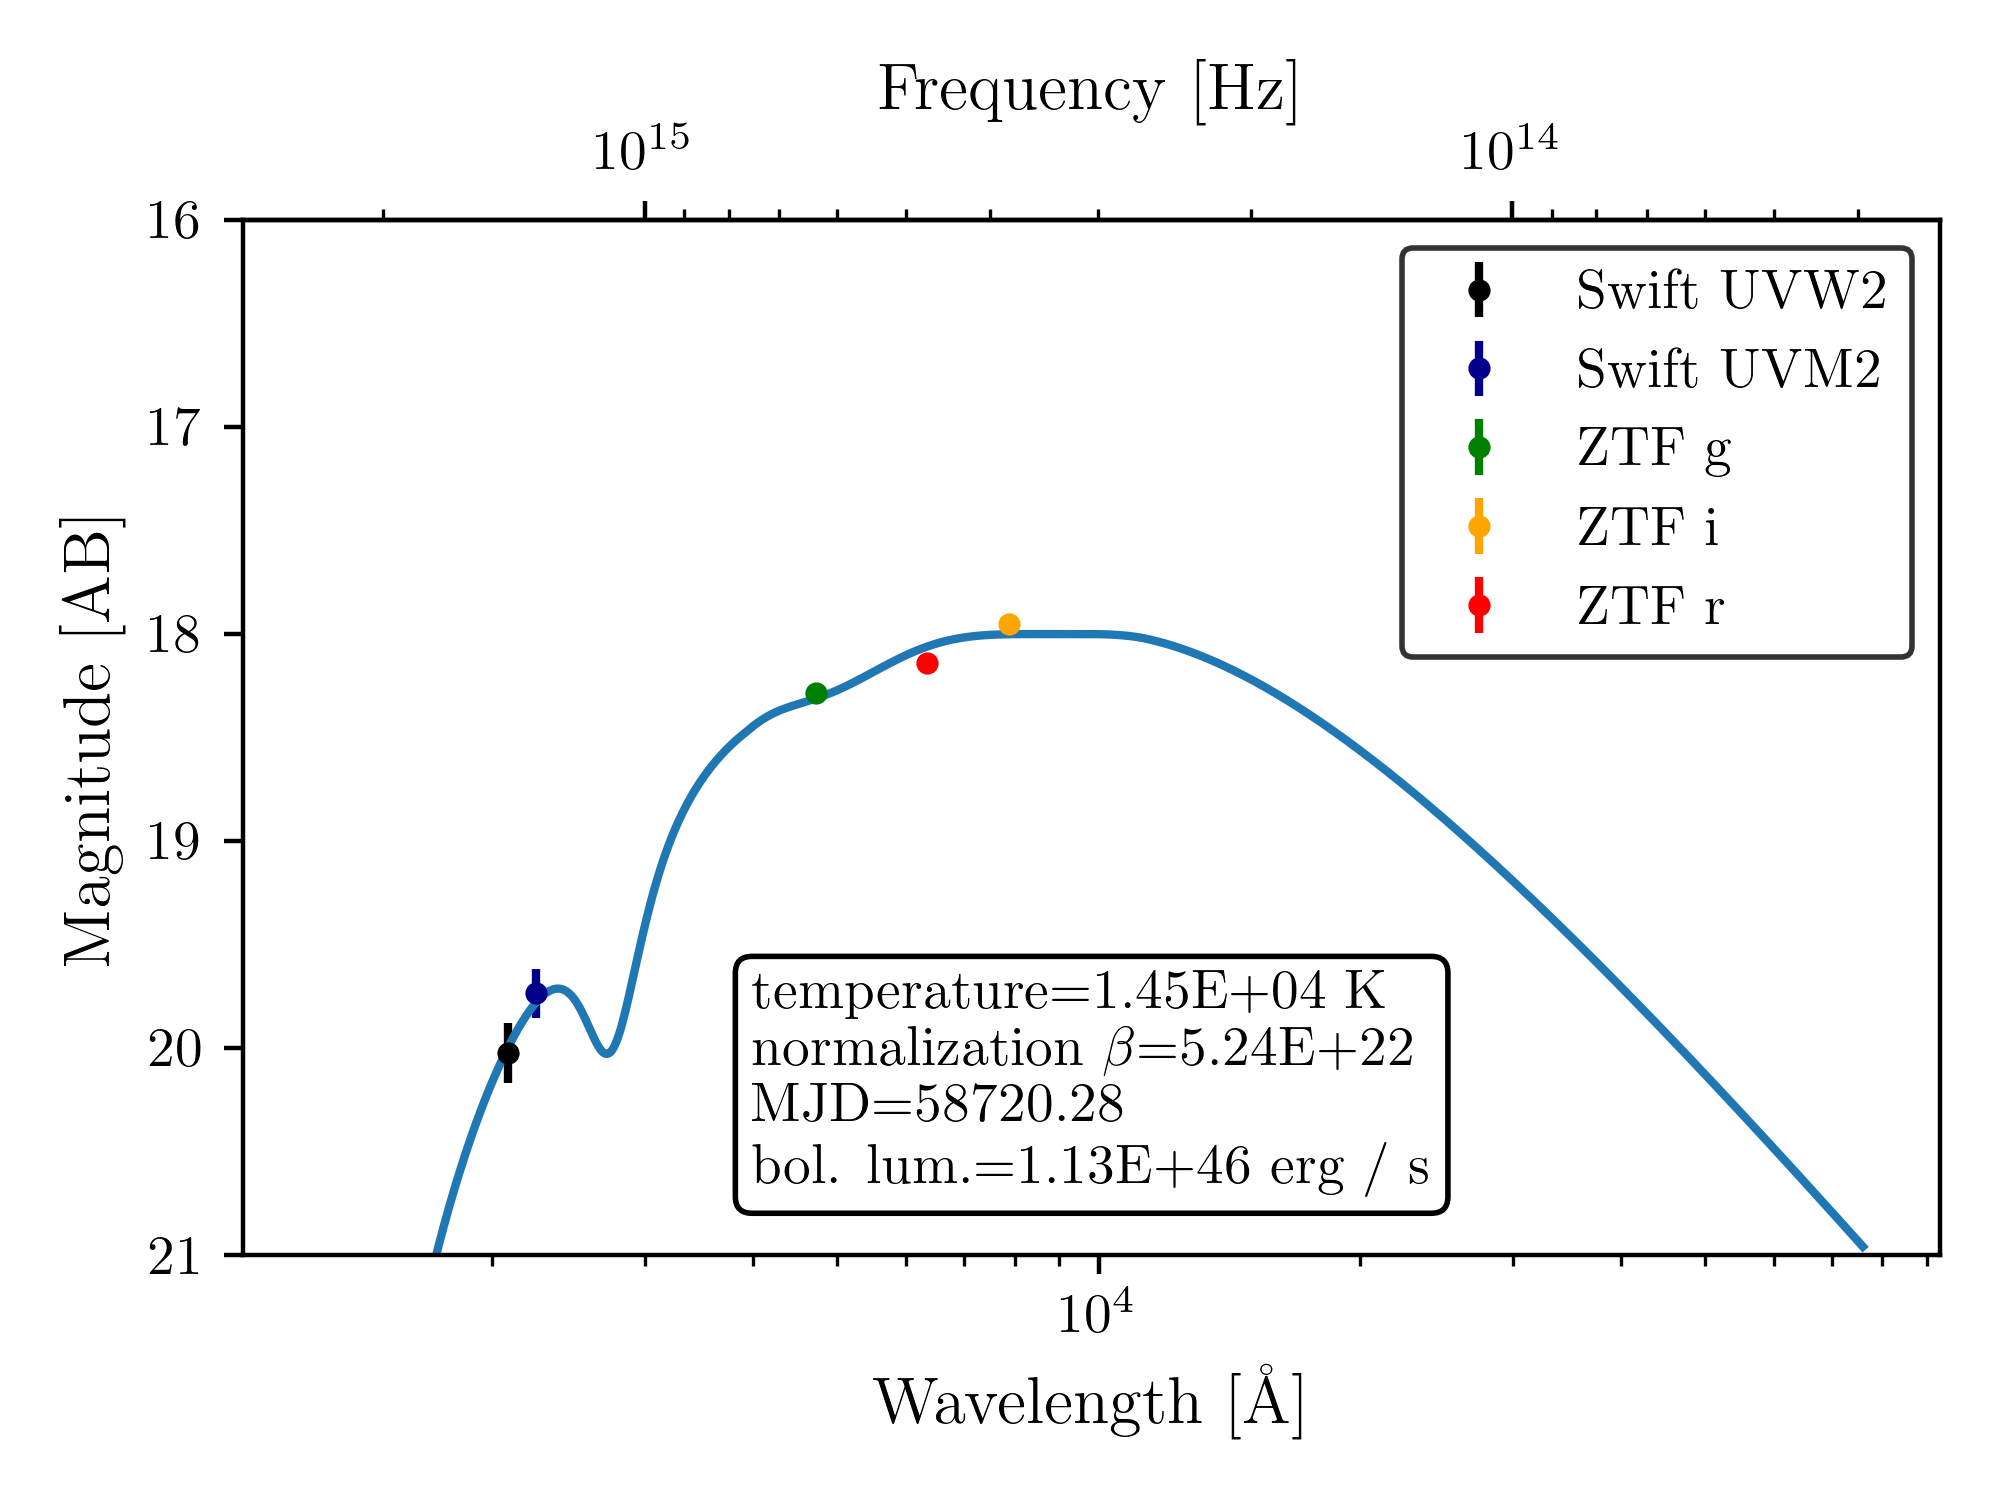 Frequency [Hz]
10^15 10^14
16
17
18
19
20
21
Magnitude [AB]
Swift UVW2
Swift UVM2
ZTF g
ZTF i
ZTF r
temperature=1.45E+04 K
normalization β=5.24E+22
MJD=58720.28
bol. lum.=1.13E+46 erg / s
10^4
Wavelength [Å]